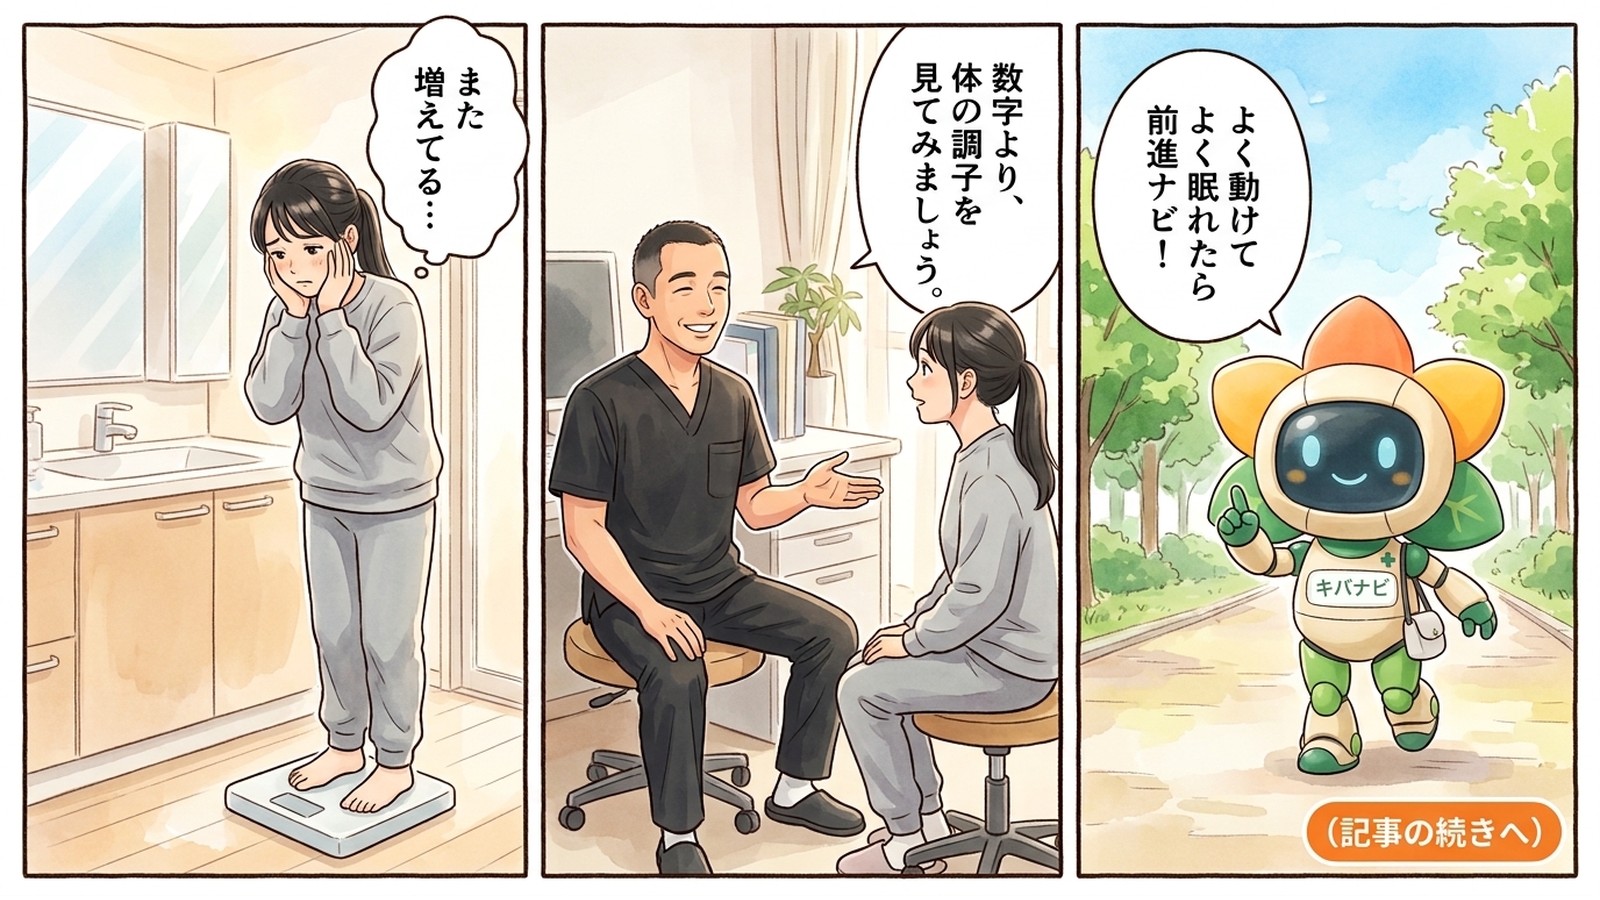 また
増えてる…
数字より、
体の調子を
見てみましょう。
よく動けて
よく眠れたら
前進ナビ！
キバナビ
（記事の続きへ）